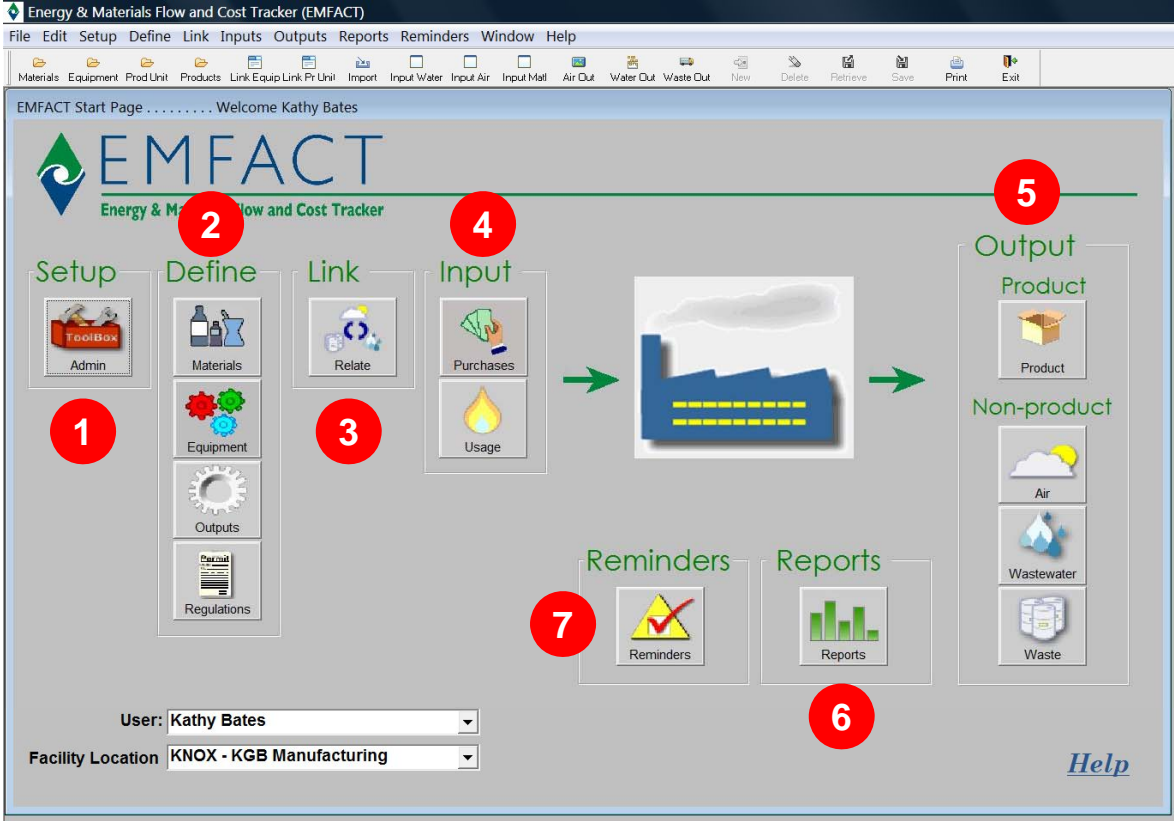 Energy & Materials Flow and Cost Tracker (EMFACT)
File Edit Setup Define Link Inputs Outputs Reports Reminders Window Help
Materials Equipment Prod Unit Products Link Equip Link Pr Unit Import Input Water Input Air Input Matl Air Out Water Out Waste Out New Delete Retrieve Save Print Exit
EMFACT Start Page . . . . . . . . . Welcome Kathy Bates
EMFACT
Energy & Ma low and Cost Tracker
2
4
5
Setup
Define
Link
Input
Output
Product
ToolBox
Admin
Materials
Relate
Purchases
Product
1
3
Non-product
Equipment
Usage
Air
Outputs
Wastewater
Permit
Regulations
Reminders
Reports
7
Reminders
Reports
Waste
6
User: Kathy Bates
Facility Location KNOX - KGB Manufacturing
Help